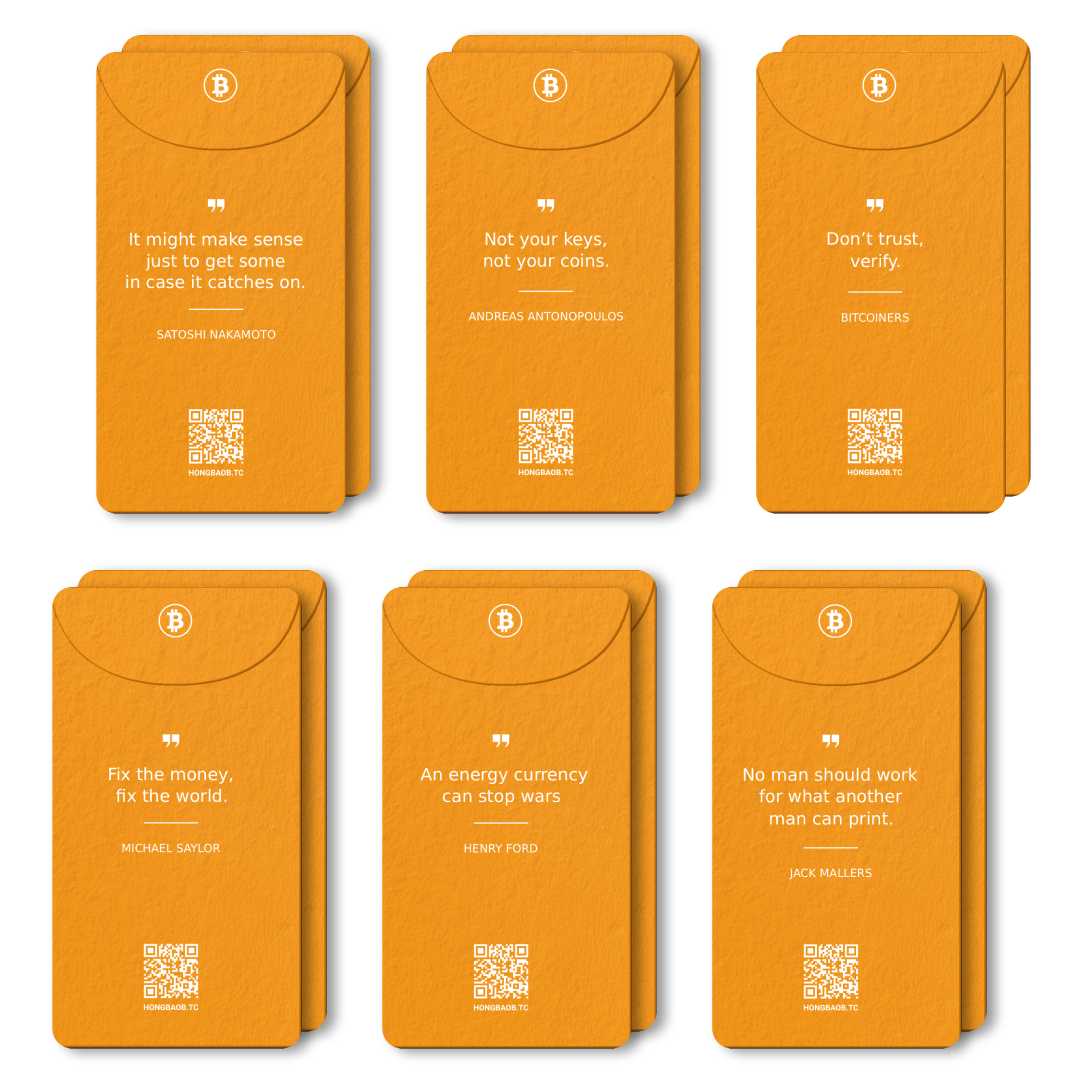 It might make sense
just to get some
in case it catches on.
SATOSHI NAKAMOTO
HONGBAOB.TC
Not your keys,
not your coins.
ANDREAS ANTONOPOULOS
HONGBAOB.TC
Don’t trust,
verify.
BITCOINERS
HONGBAOB.TC
Fix the money,
fix the world.
MICHAEL SAYLOR
HONGBAOB.TC
An energy currency
can stop wars
HENRY FORD
HONGBAOB.TC
No man should work
for what another
man can print.
JACK MALLERS
HONGBAOB.TC